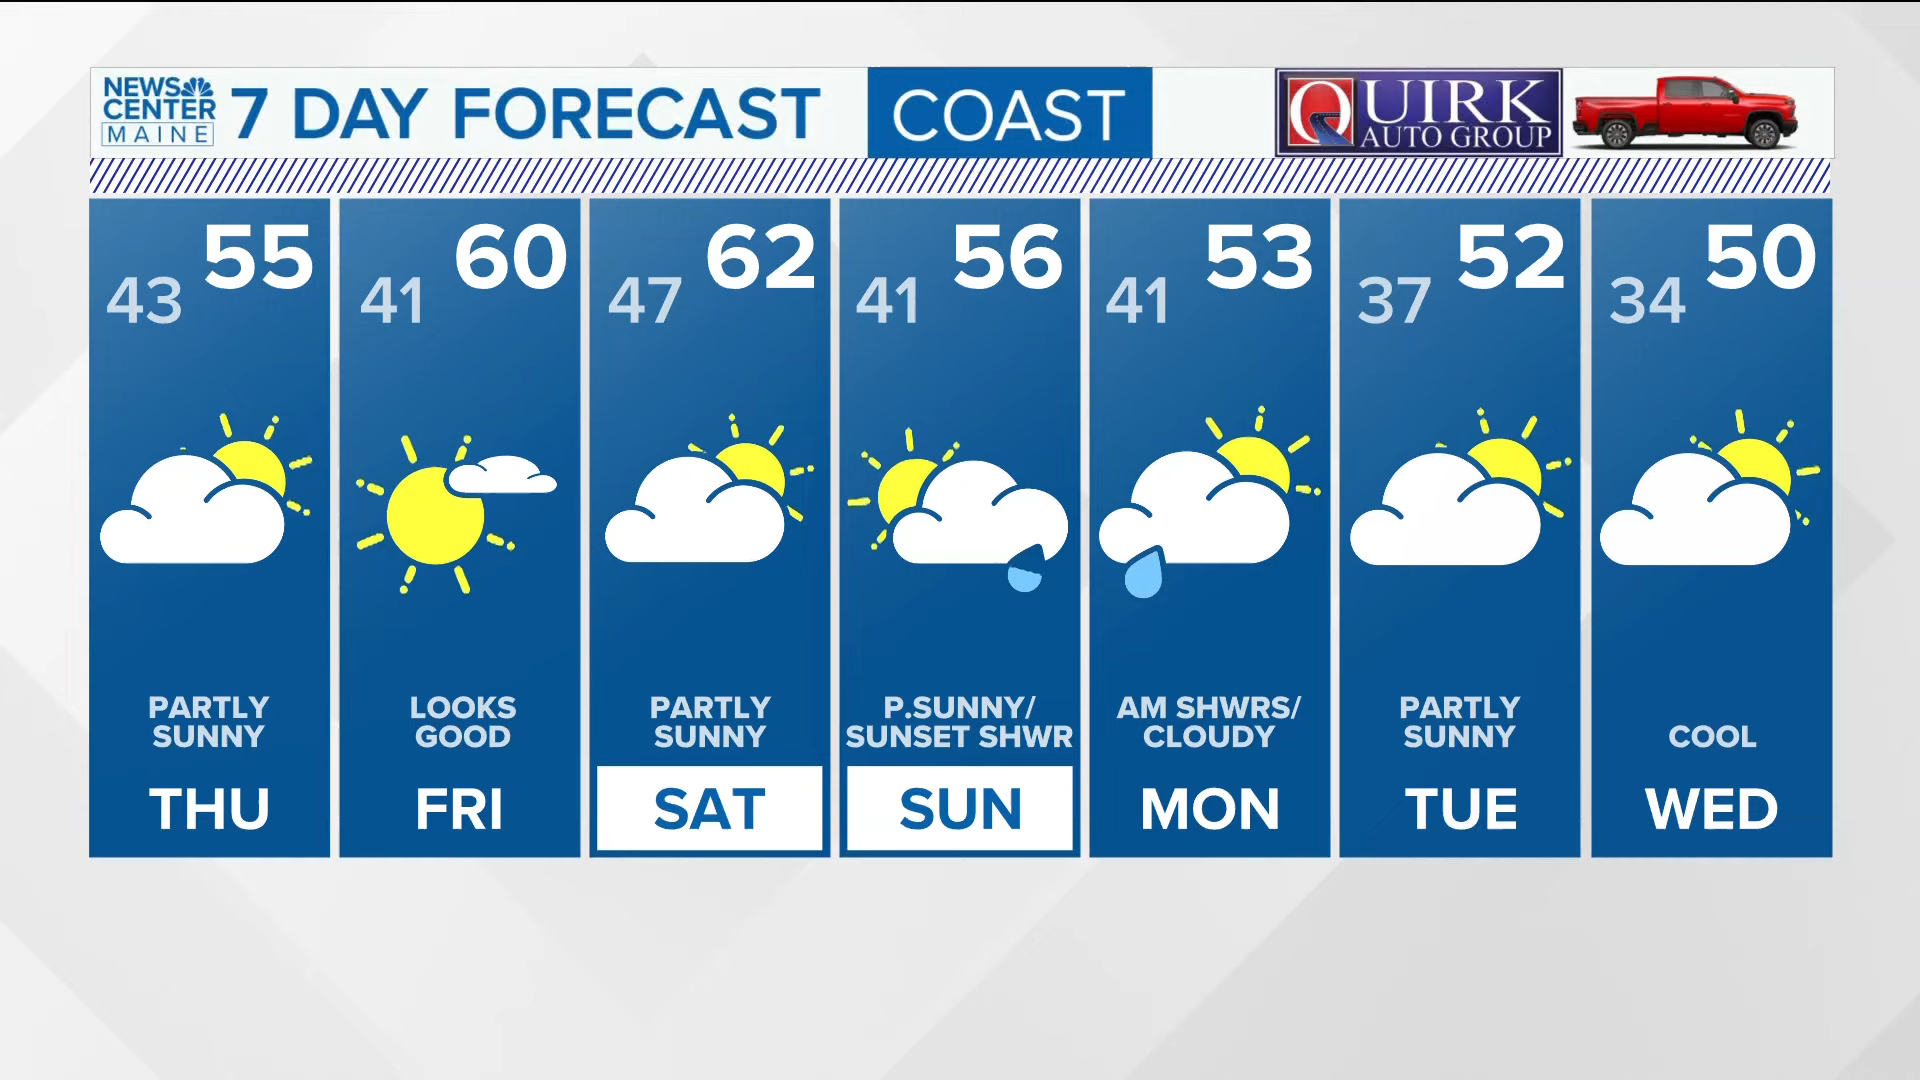 NEWS
CENTER
MAINE
7 DAY FORECAST
COAST
QUIRK
AUTO GROUP
43 55
41 60
47 62
41 56
41 53
37 52
34 50
PARTLY
SUNNY
THU
LOOKS
GOOD
FRI
PARTLY
SUNNY
SAT
P.SUNNY/
SUNSET SHWR
SUN
AM SHWRS/
CLOUDY
MON
PARTLY
SUNNY
TUE
COOL
WED